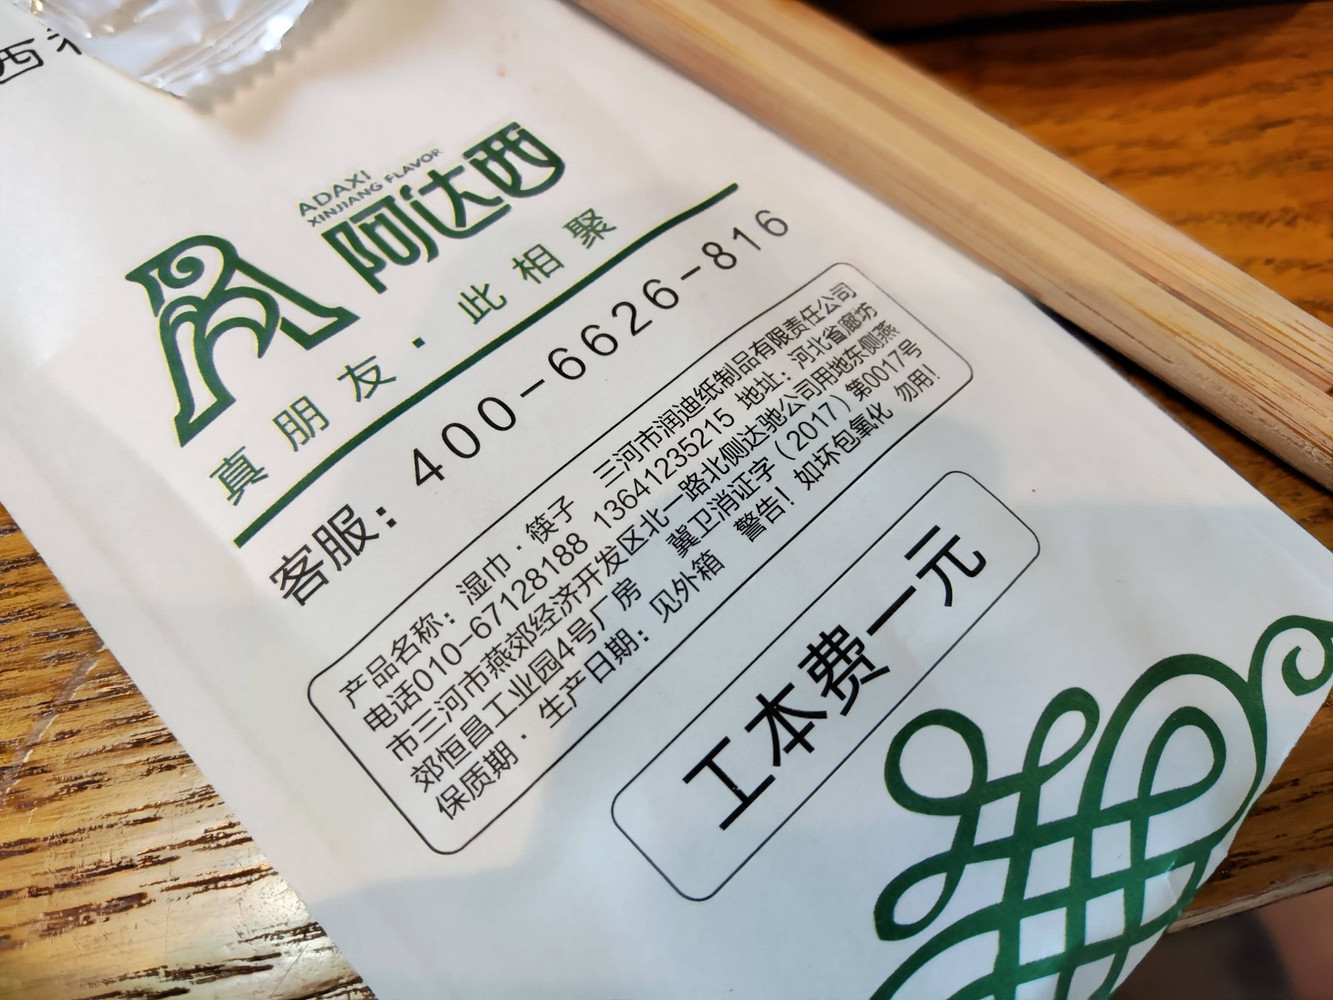 西
ADAXI
XINJIANG FLAVOR
阿达西
真朋友·此相聚
客服：400-6626-816
产品名称：湿巾·筷子 三河市润迪纸制品有限责任公司
电话010-67128188 13641235215 地址：河北省廊坊
市三河市燕郊经济开发区北一路北侧达驰公司用地东侧燕
郊恒昌工业园4号厂房 冀卫消证字（2017）第0017号
保质期·生产日期：见外箱 警告！如坏包氧化 勿用！
工本费一元